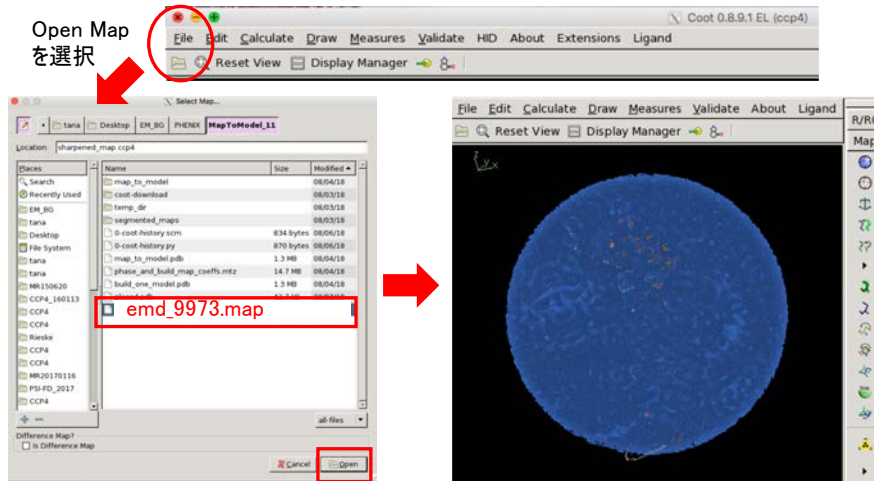 Open Map
を選択
Coot 0.8.9.1 EL (ccp4)
File Edit Calculate Draw Measures Validate HID About Extensions Ligand
Reset View Display Manager
Select Map...
tana Desktop EM_BG PHENIX MapToModel_11
Location: sharpened_map.ccp4
Places
Search
Recently Used
EM_BG
tana
Desktop
File System
tana
tana
MR150620
CCP4_160113
CCP4
CCP4
Rieske
CCP4
CCP4
MR20170116
PSI-FD_2017
CCP4
Name Size Modified
map_to_model 08/04/18
coot-download 08/03/18
temp_dir 08/03/18
segmented_maps 08/03/18
0-coot-history.scm 834 bytes 08/06/18
0-coot-history.py 870 bytes 08/06/18
map_to_model.pdb 1.3 MB 08/04/18
phase_and_build_map_coeffs.mtz 14.7 MB 08/04/18
build_one_model.pdb 1.3 MB 08/04/18
emd_9973.map
all-files
Difference Map?
Is Difference Map
Cancel Open
File Edit Calculate Draw Measures Validate About Ligand
Reset View Display Manager
R/RC
Map